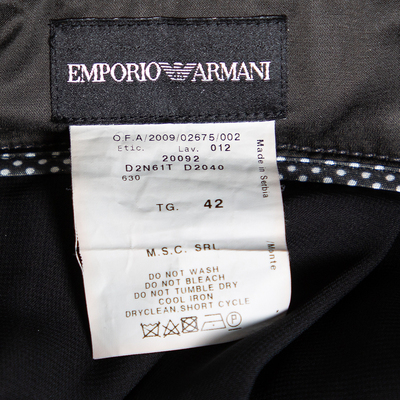 EMPORIO ARMANI
O.F.A/2009/02675/002
Etic. Lav. 012
20092
D2N61T D2040
630
TG. 42
M.S.C. SRL
DO NOT WASH
DO NOT BLEACH
DO NOT TUMBLE DRY
COOL IRON
DRYCLEAN.SHORT CYCLE
P
Made in Serbia
/Monte